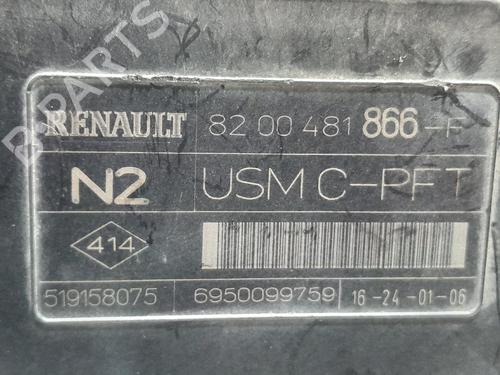 B-PARTS
RENAULT 82 00 481 866-F
N2 USM C-PFT
414
519158075 6950099759 16-24-01-06